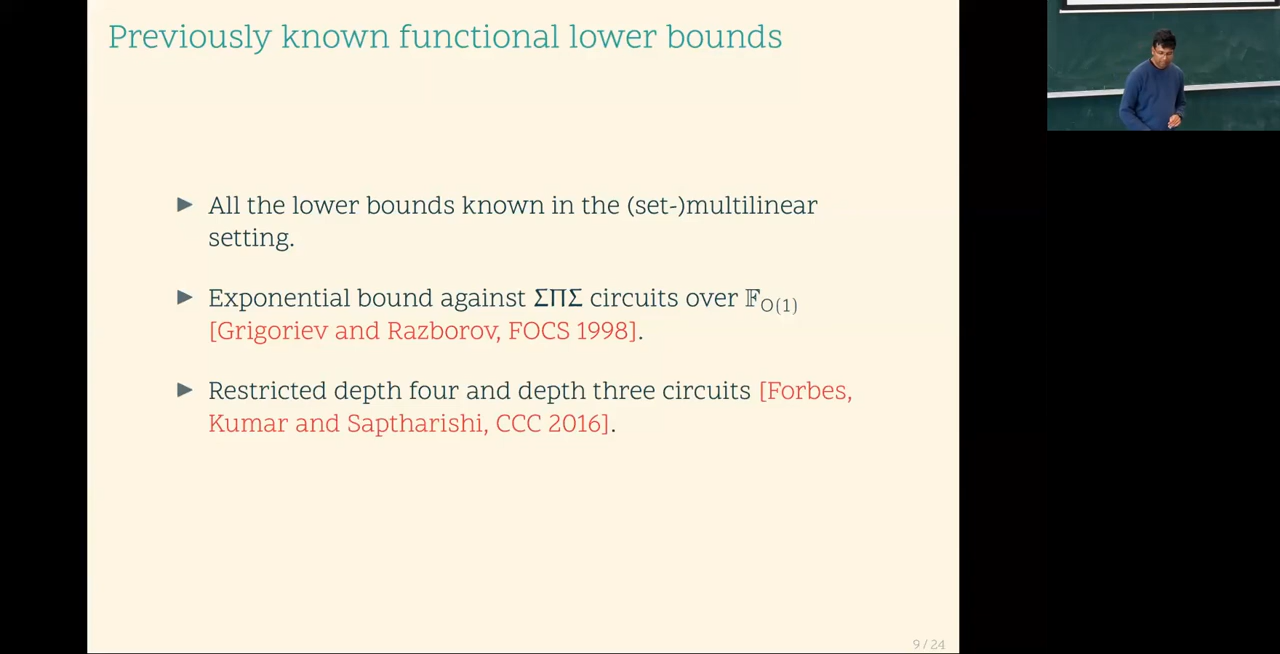 Previously known functional lower bounds
▶ All the lower bounds known in the (set-)multilinear
setting.
▶ Exponential bound against ΣΠΣ circuits over 𝔽O(1)
[Grigoriev and Razborov, FOCS 1998].
▶ Restricted depth four and depth three circuits [Forbes,
Kumar and Saptharishi, CCC 2016].
9 / 24